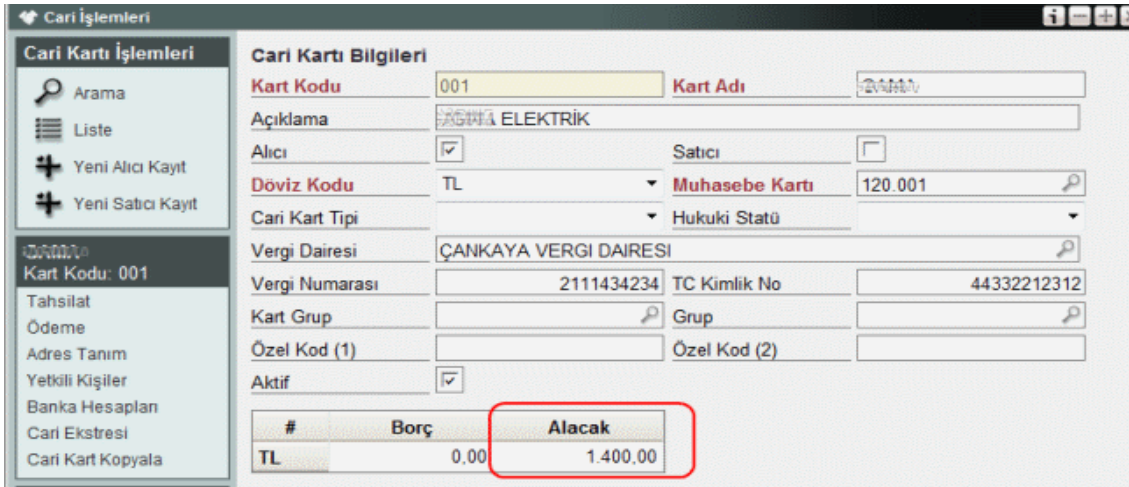 Cari İşlemleri
Cari Kartı İşlemleri
Arama
Liste
Yeni Alıcı Kayıt
Yeni Satıcı Kayıt
Kart Kodu: 001
Tahsilat
Ödeme
Adres Tanım
Yetkili Kişiler
Banka Hesapları
Cari Ekstresi
Cari Kart Kopyala
Cari Kartı Bilgileri
Kart Kodu 001 Kart Adı
Açıklama ELEKTRİK
Alıcı Satıcı
Döviz Kodu TL Muhasebe Kartı 120.001
Cari Kart Tipi Hukuki Statü
Vergi Dairesi ÇANKAYA VERGI DAIRESI
Vergi Numarası 2111434234 TC Kimlik No 44332212312
Kart Grup Grup
Özel Kod (1) Özel Kod (2)
Aktif
# Borç Alacak
TL 0,00 1.400,00